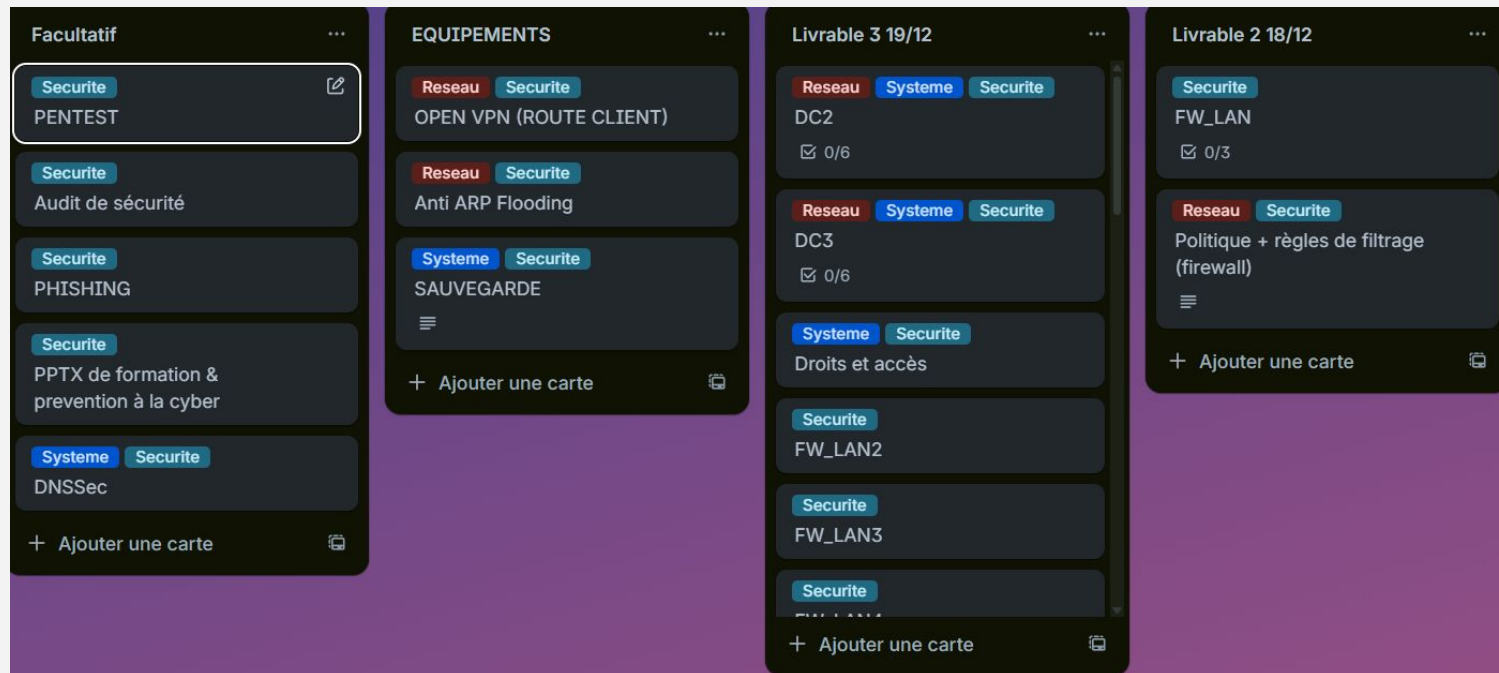 Facultatif
Securite
PENTEST
Securite
Audit de sécurité
Securite
PHISHING
Securite
PPTX de formation &
prevention à la cyber
Systeme Securite
DNSSec
+ Ajouter une carte
EQUIPEMENTS
Reseau Securite
OPEN VPN (ROUTE CLIENT)
Reseau Securite
Anti ARP Flooding
Systeme Securite
SAUVEGARDE
+ Ajouter une carte
Livrable 3 19/12
Reseau Systeme Securite
DC2
0/6
Reseau Systeme Securite
DC3
0/6
Systeme Securite
Droits et accès
Securite
FW_LAN2
Securite
FW_LAN3
Securite
+ Ajouter une carte
Livrable 2 18/12
Securite
FW_LAN
0/3
Reseau Securite
Politique + règles de filtrage
(firewall)
+ Ajouter une carte